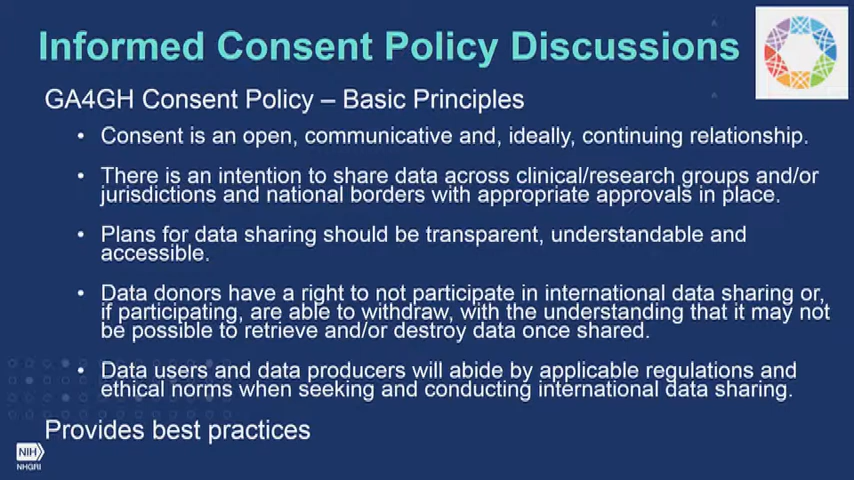 Informed Consent Policy Discussions
GA4GH Consent Policy – Basic Principles
• Consent is an open, communicative and, ideally, continuing relationship.
• There is an intention to share data across clinical/research groups and/or
jurisdictions and national borders with appropriate approvals in place.
• Plans for data sharing should be transparent, understandable and
accessible.
• Data donors have a right to not participate in international data sharing or,
if participating, are able to withdraw, with the understanding that it may not
be possible to retrieve and/or destroy data once shared.
• Data users and data producers will abide by applicable regulations and
ethical norms when seeking and conducting international data sharing.
Provides best practices
NIH
NHGRI